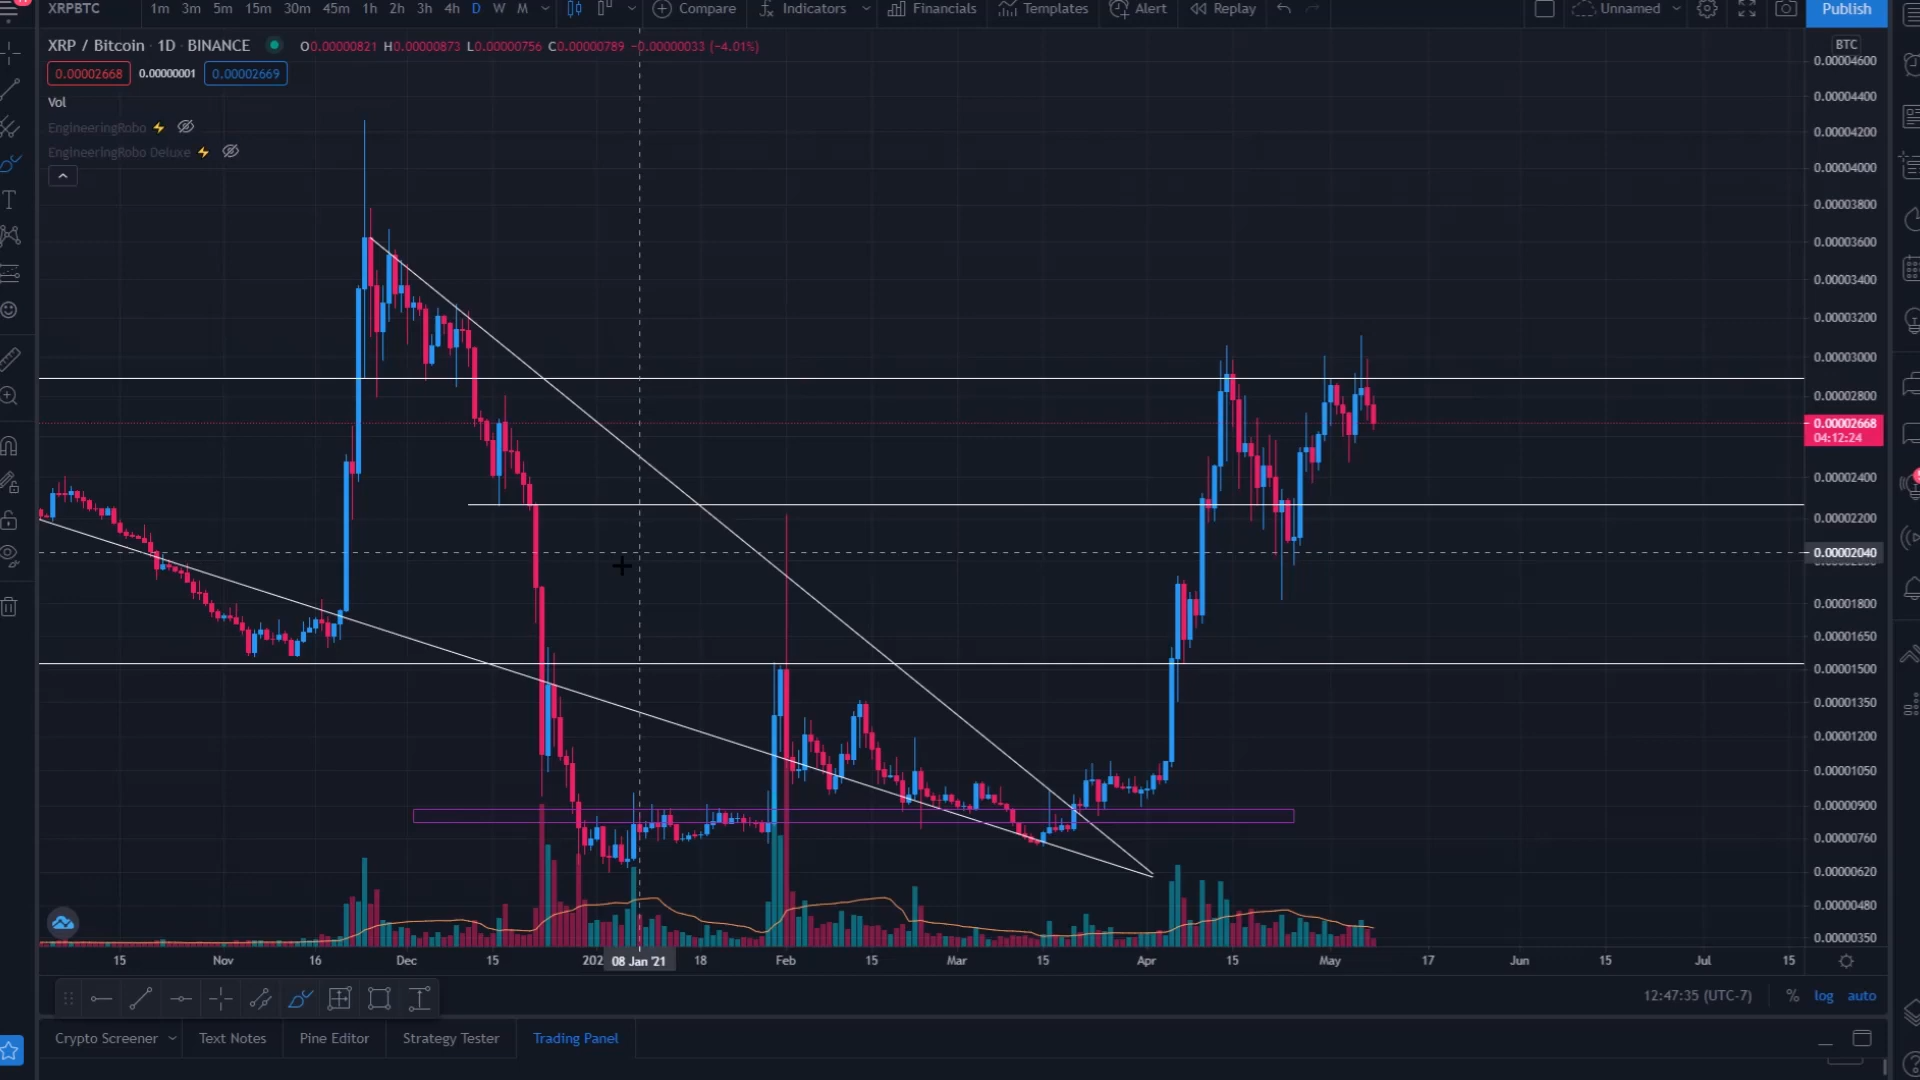 XRPBTC 1m 3m 5m 15m 30m 45m 1h 2h 3h 4h D W M Compare Indicators Financials Templates Alert Replay Unnamed Publish
XRP / Bitcoin · 1D · BINANCE O0.00000821 H0.00000873 L0.00000756 C0.00000789 −0.00000033 (−4.01%)
0.00002668 0.00000001 0.00002669
Vol
EngineeringRobo
EngineeringRobo Deluxe
BTC
0.00004600
0.00004400
0.00004200
0.00004000
0.00003800
0.00003600
0.00003400
0.00003200
0.00003000
0.00002800
0.00002668
04:12:24
0.00002400
0.00002200
0.00002040
0.00001800
0.00001650
0.00001500
0.00001350
0.00001200
0.00001050
0.00000900
0.00000760
0.00000620
0.00000480
0.00000350
15 Nov 16 Dec 15 202 08 Jan '21 18 Feb 15 Mar 15 Apr 15 May 17 Jun 15 Jul 15
12:47:35 (UTC-7) % log auto
Crypto Screener Text Notes Pine Editor Strategy Tester Trading Panel